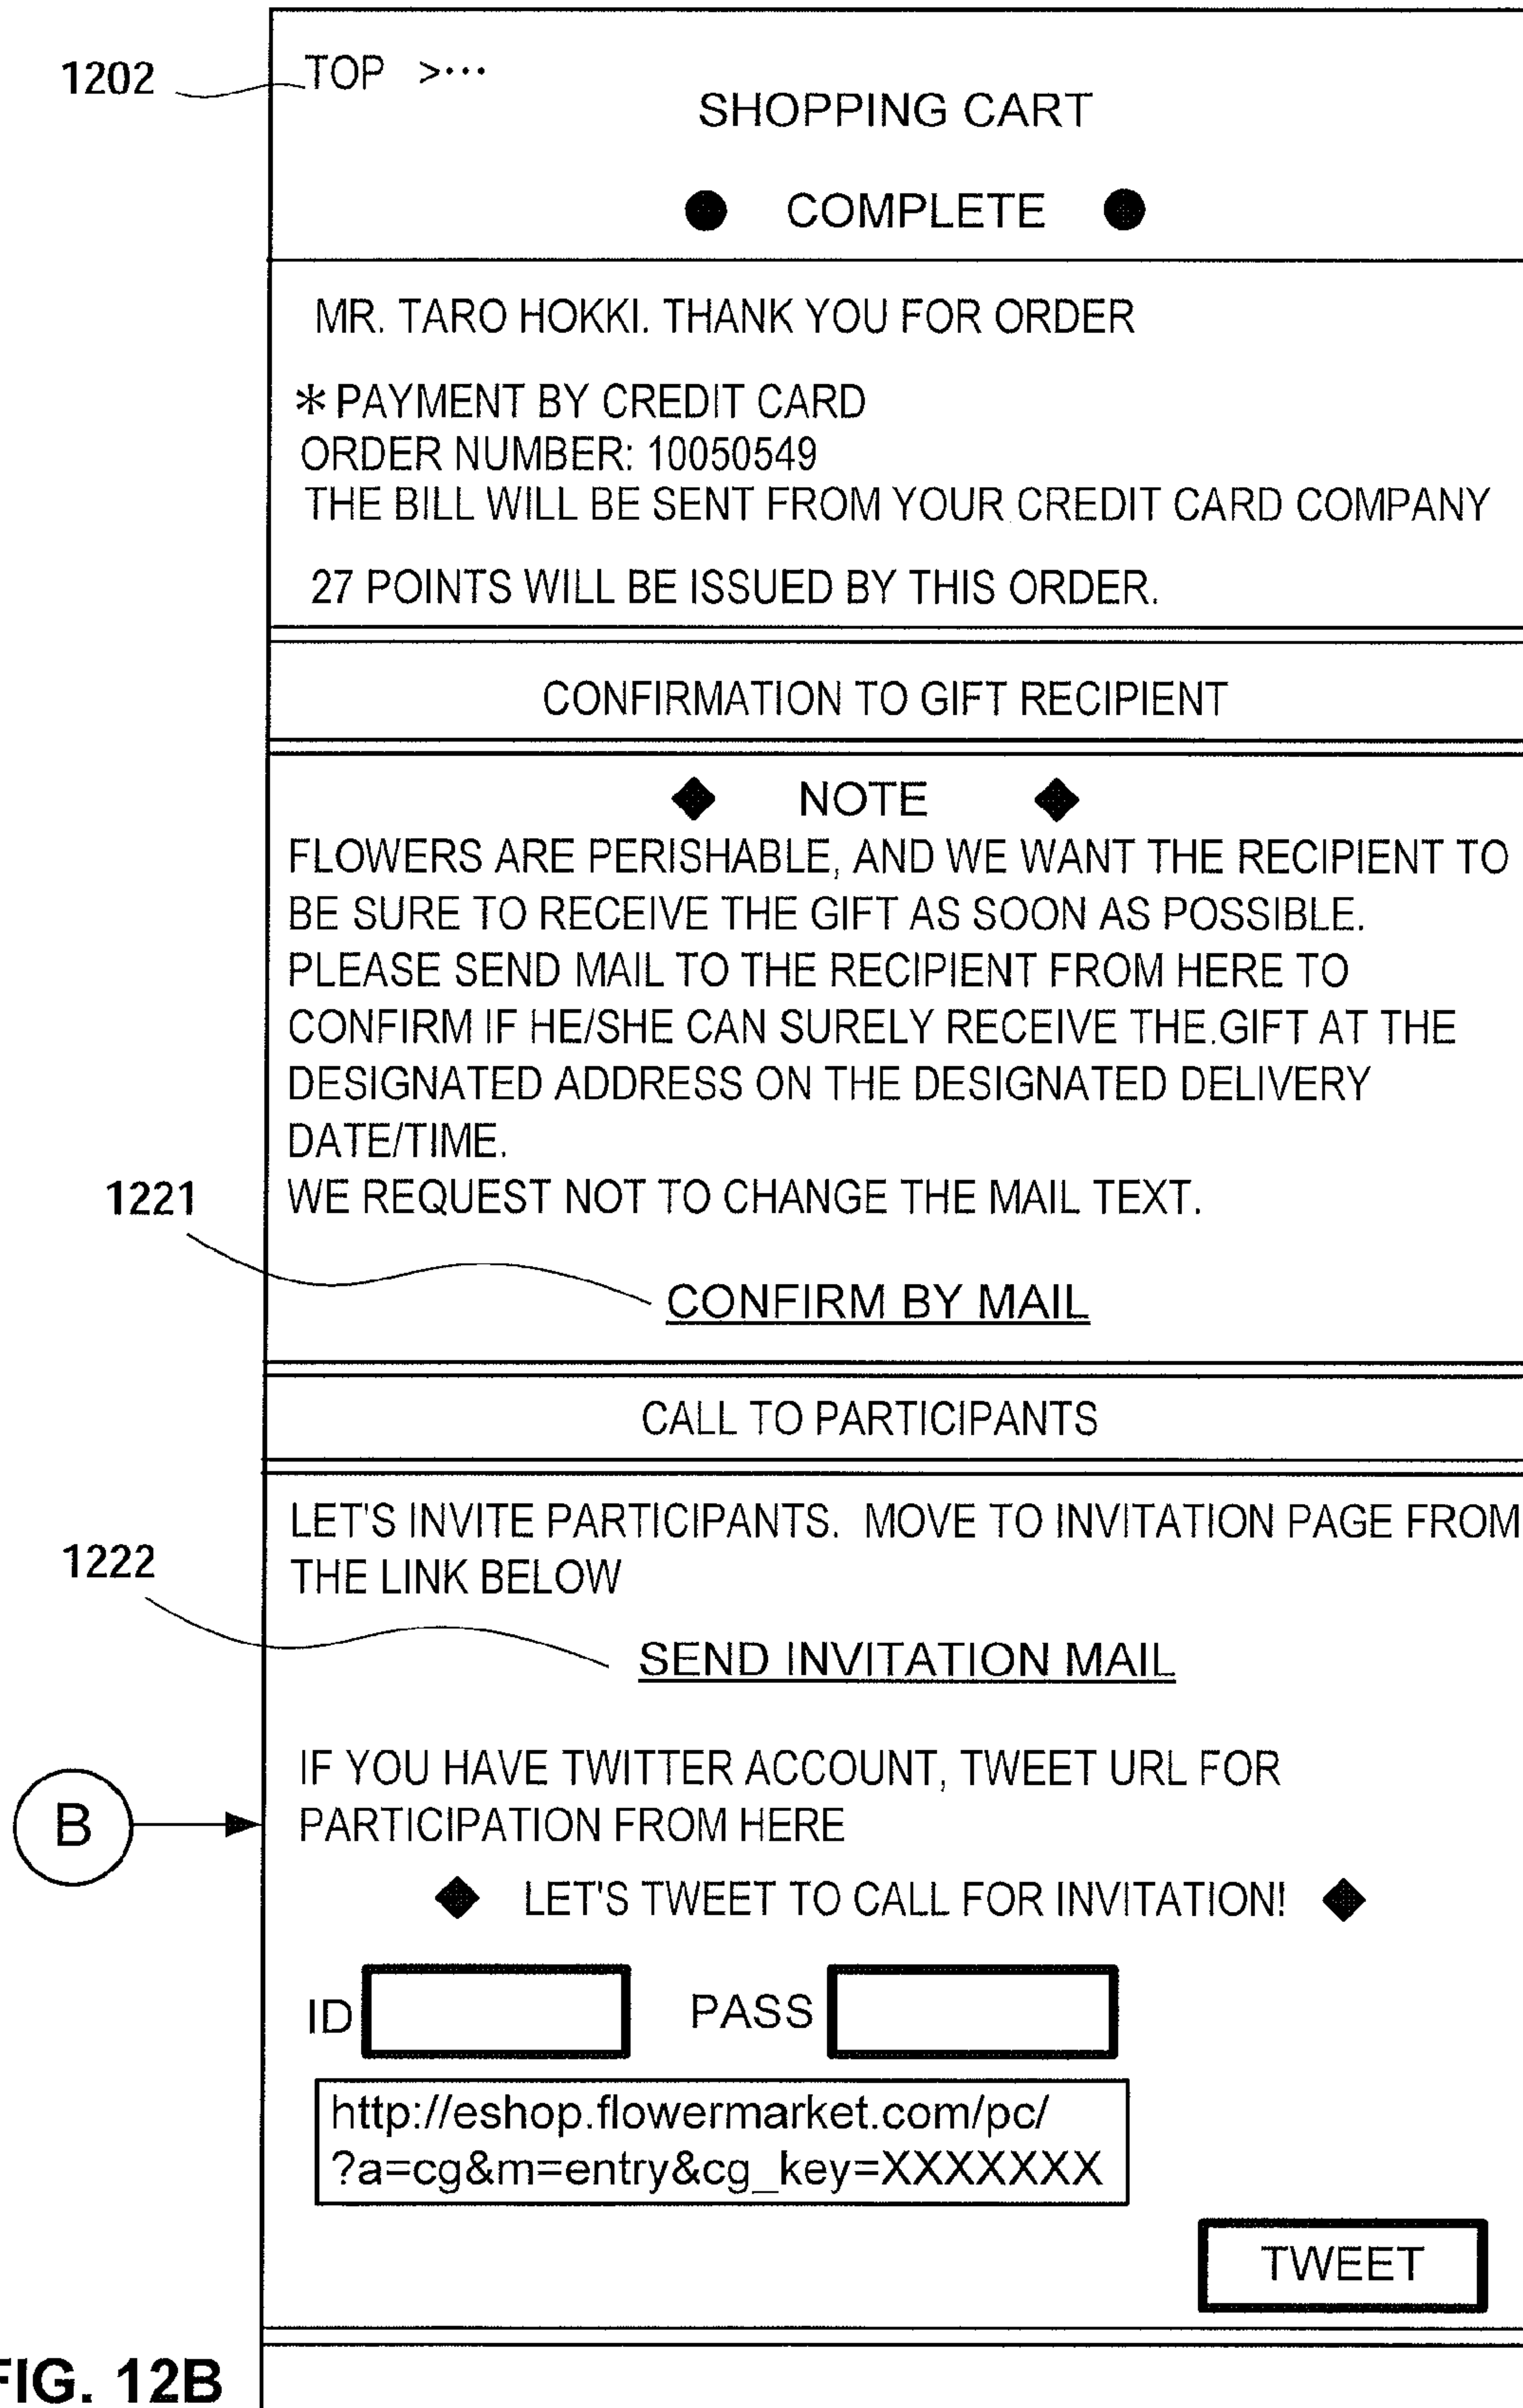 1202
TOP >···
SHOPPING CART
● COMPLETE ●
MR. TARO HOKKI. THANK YOU FOR ORDER
* PAYMENT BY CREDIT CARD
ORDER NUMBER: 10050549
THE BILL WILL BE SENT FROM YOUR CREDIT CARD COMPANY
27 POINTS WILL BE ISSUED BY THIS ORDER.
CONFIRMATION TO GIFT RECIPIENT
◆ NOTE ◆
FLOWERS ARE PERISHABLE, AND WE WANT THE RECIPIENT TO
BE SURE TO RECEIVE THE GIFT AS SOON AS POSSIBLE.
PLEASE SEND MAIL TO THE RECIPIENT FROM HERE TO
CONFIRM IF HE/SHE CAN SURELY RECEIVE THE.GIFT AT THE
DESIGNATED ADDRESS ON THE DESIGNATED DELIVERY
DATE/TIME.
1221
WE REQUEST NOT TO CHANGE THE MAIL TEXT.
CONFIRM BY MAIL
CALL TO PARTICIPANTS
LET'S INVITE PARTICIPANTS. MOVE TO INVITATION PAGE FROM
1222
THE LINK BELOW
SEND INVITATION MAIL
IF YOU HAVE TWITTER ACCOUNT, TWEET URL FOR
B
PARTICIPATION FROM HERE
◆ LET'S TWEET TO CALL FOR INVITATION! ◆
ID PASS
http://eshop.flowermarket.com/pc/
?a=cg&m=entry&cg_key=XXXXXXX
TWEET
FIG. 12B